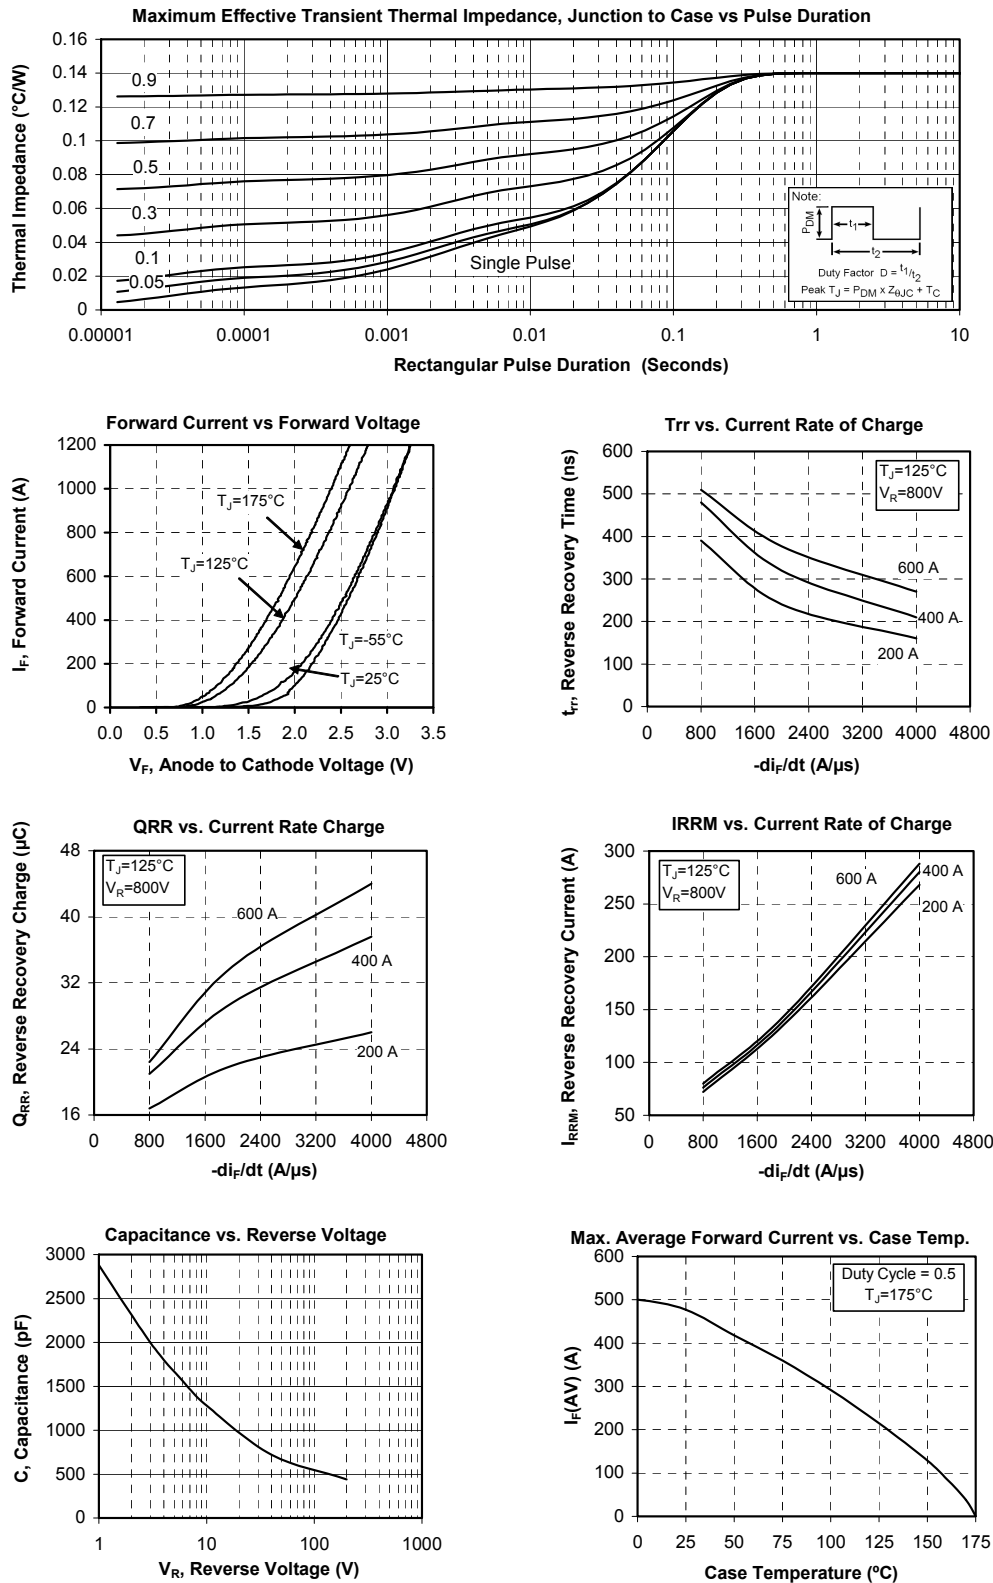 Maximum Effective Transient Thermal Impedance, Junction to Case vs Pulse Duration
Thermal Impedance (°C/W)
0.16
0.14
0.12
0.1
0.08
0.06
0.04
0.02
0
0.9
0.7
0.5
0.3
0.1
0.05
Single Pulse
Note:
PDM
t1
t2
Duty Factor D = t1/t2
Peak TJ = PDM x ZθJC + TC
0.00001 0.0001 0.001 0.01 0.1 1 10
Rectangular Pulse Duration (Seconds)
Forward Current vs Forward Voltage
IF, Forward Current (A)
1200
1000
800
600
400
200
0
TJ=175°C
TJ=125°C
TJ=-55°C
TJ=25°C
0.0 0.5 1.0 1.5 2.0 2.5 3.0 3.5
VF, Anode to Cathode Voltage (V)
Trr vs. Current Rate of Charge
trr, Reverse Recovery Time (ns)
600
500
400
300
200
100
0
TJ=125°C
VR=800V
600 A
400 A
200 A
0 800 1600 2400 3200 4000 4800
-diF/dt (A/µs)
QRR vs. Current Rate Charge
QRR, Reverse Recovery Charge (µC)
48
40
32
24
16
TJ=125°C
VR=800V
600 A
400 A
200 A
0 800 1600 2400 3200 4000 4800
-diF/dt (A/µs)
IRRM vs. Current Rate of Charge
IRRM, Reverse Recovery Current (A)
300
250
200
150
100
50
TJ=125°C
VR=800V
600 A
400 A
200 A
0 800 1600 2400 3200 4000 4800
-diF/dt (A/µs)
Capacitance vs. Reverse Voltage
C, Capacitance (pF)
3000
2500
2000
1500
1000
500
0
1 10 100 1000
VR, Reverse Voltage (V)
Max. Average Forward Current vs. Case Temp.
IF(AV) (A)
600
500
400
300
200
100
0
Duty Cycle = 0.5
TJ=175°C
0 25 50 75 100 125 150 175
Case Temperature (ºC)